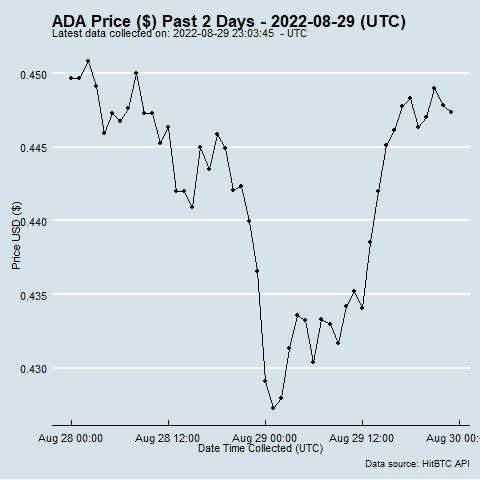 ADA Price ($) Past 2 Days - 2022-08-29 (UTC)
Latest data collected on: 2022-08-29 23:03:45 - UTC
0.450
0.445
0.440
0.435
0.430
Price USD ($)
Aug 28 00:00 Aug 28 12:00 Aug 29 00:00 Aug 29 12:00 Aug 30 00:0
Date Time Collected (UTC)
Data source: HitBTC API